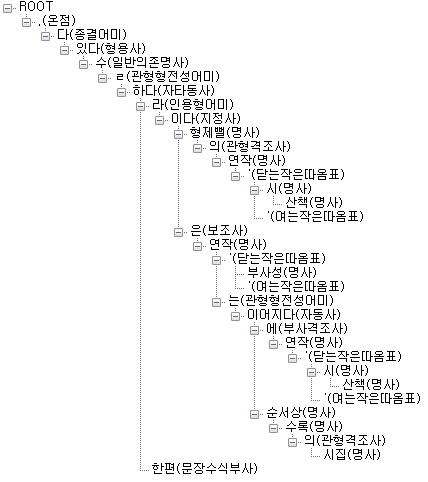 ROOT
.(온점)
다(종결어미)
있다(형용사)
수(일반의존명사)
ㄹ(관형형전성어미)
하다(자타동사)
라(인용형어미)
이다(지정사)
형제뻘(명사)
의(관형격조사)
연작(명사)
'(닫는작은따옴표)
시(명사)
산책(명사)
'(여는작은따옴표)
은(보조사)
연작(명사)
'(닫는작은따옴표)
부사성(명사)
'(여는작은따옴표)
는(관형형전성어미)
이어지다(자동사)
에(부사격조사)
연작(명사)
'(닫는작은따옴표)
시(명사)
산책(명사)
'(여는작은따옴표)
순서상(명사)
수록(명사)
의(관형격조사)
시집(명사)
한편(문장수식부사)